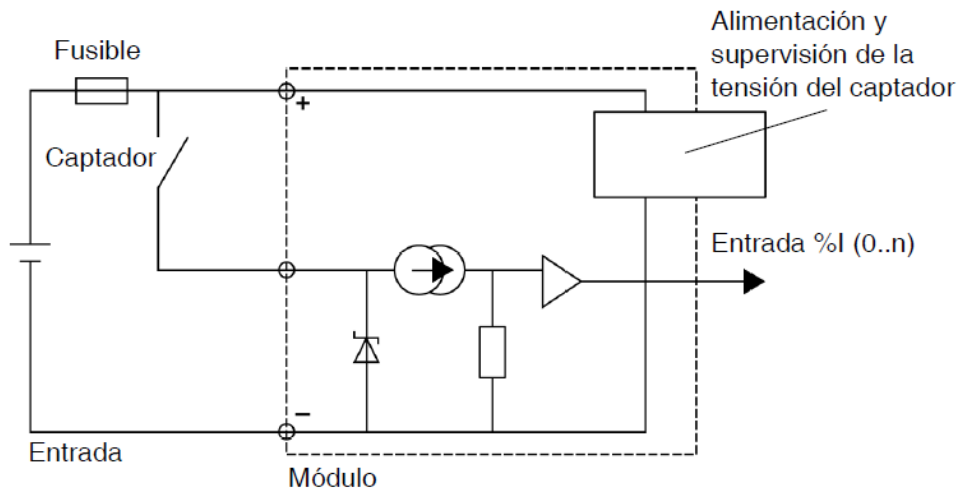 Alimentación y
supervisión de la
tensión del captador
Fusible
+
Captador
Entrada %I (0..n)
−
Entrada
Módulo